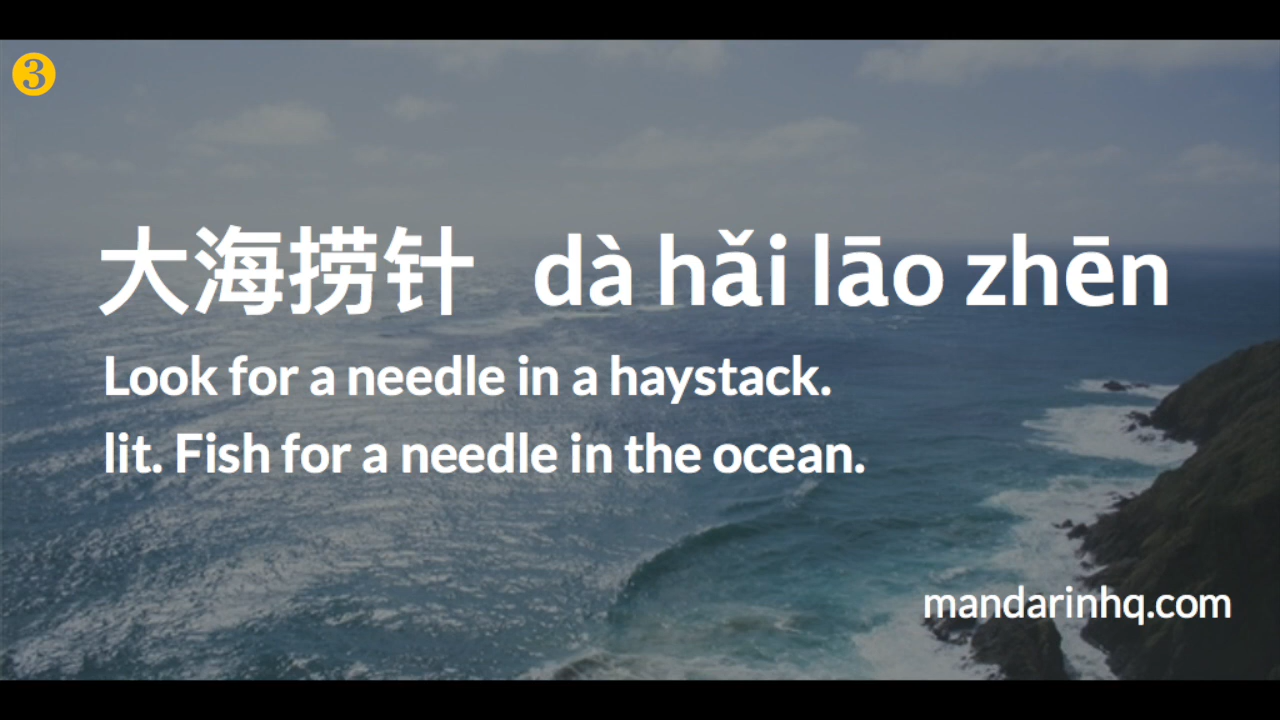 3
大海捞针 dà hǎi lāo zhēn
Look for a needle in a haystack.
lit. Fish for a needle in the ocean.
mandarinhq.com